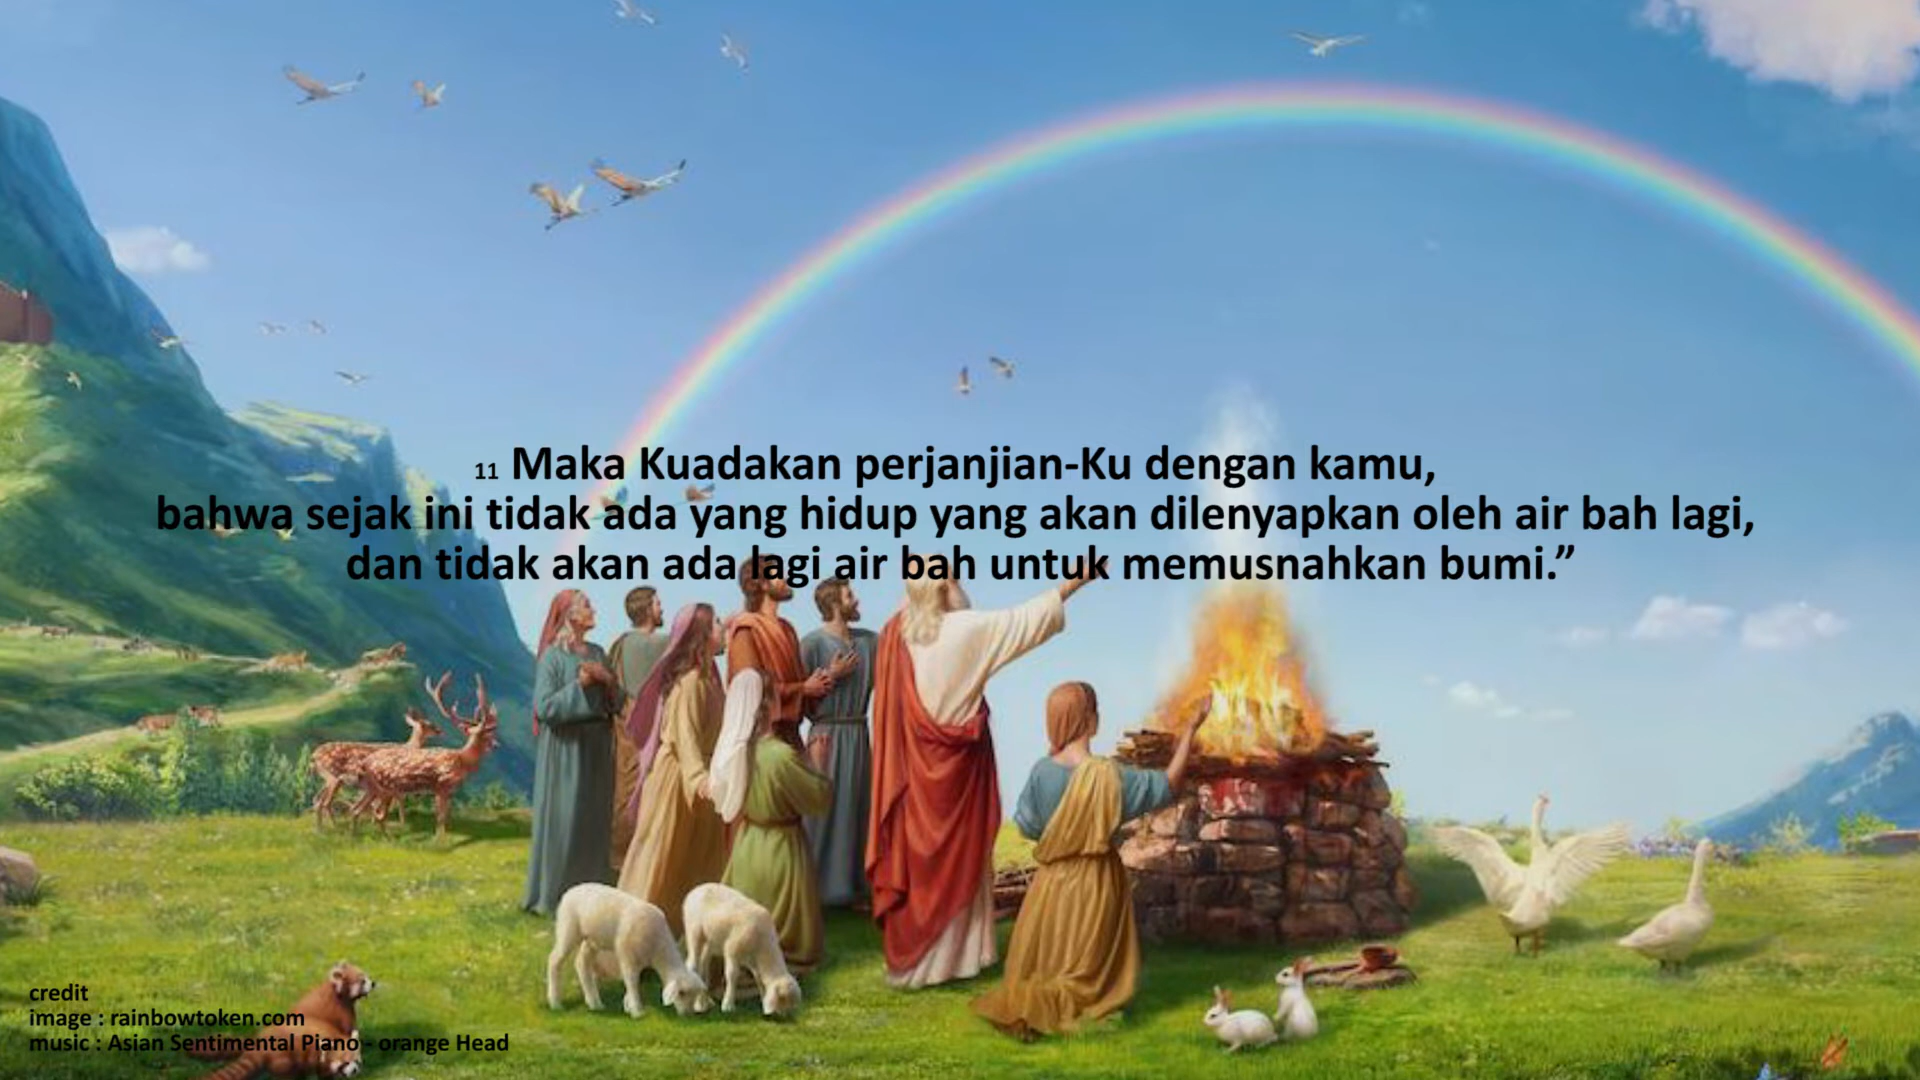 11 Maka Kuadakan perjanjian-Ku dengan kamu,
bahwa sejak ini tidak ada yang hidup yang akan dilenyapkan oleh air bah lagi,
dan tidak akan ada lagi air bah untuk memusnahkan bumi.”
credit
image : rainbowtoken.com
music : Asian Sentimental Piano - orange Head